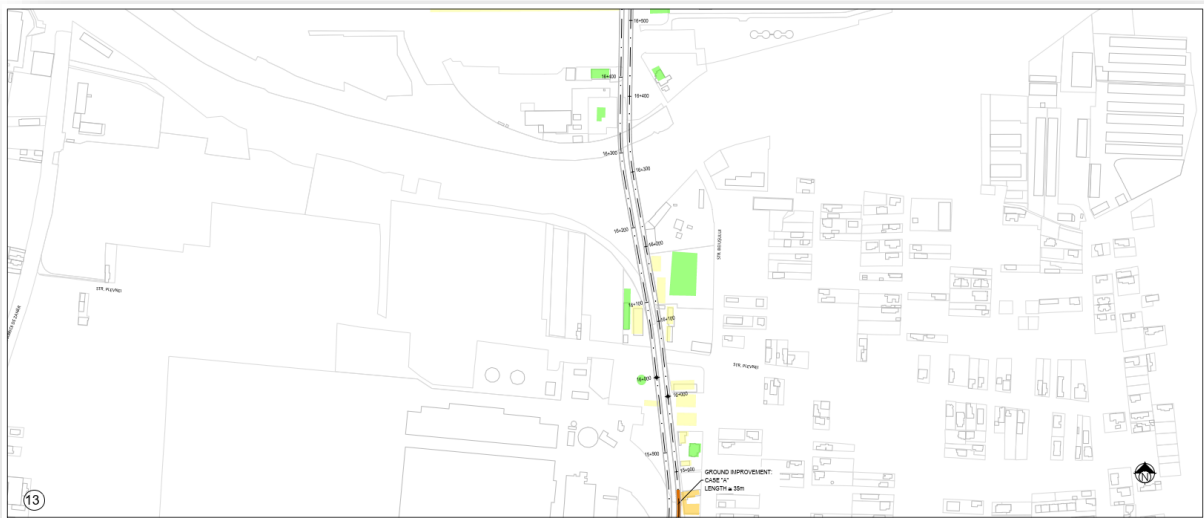 16+500
16+400
16+400
16+300
16+300
16+200
16+200
STR. PLEVNEI
16+100
16+100
STR. PLEVNEI
16+000
16+000
15+900
15+900
GROUND IMPROVEMENT:
CASE "A"
LENGTH ≅ 35m
N
13